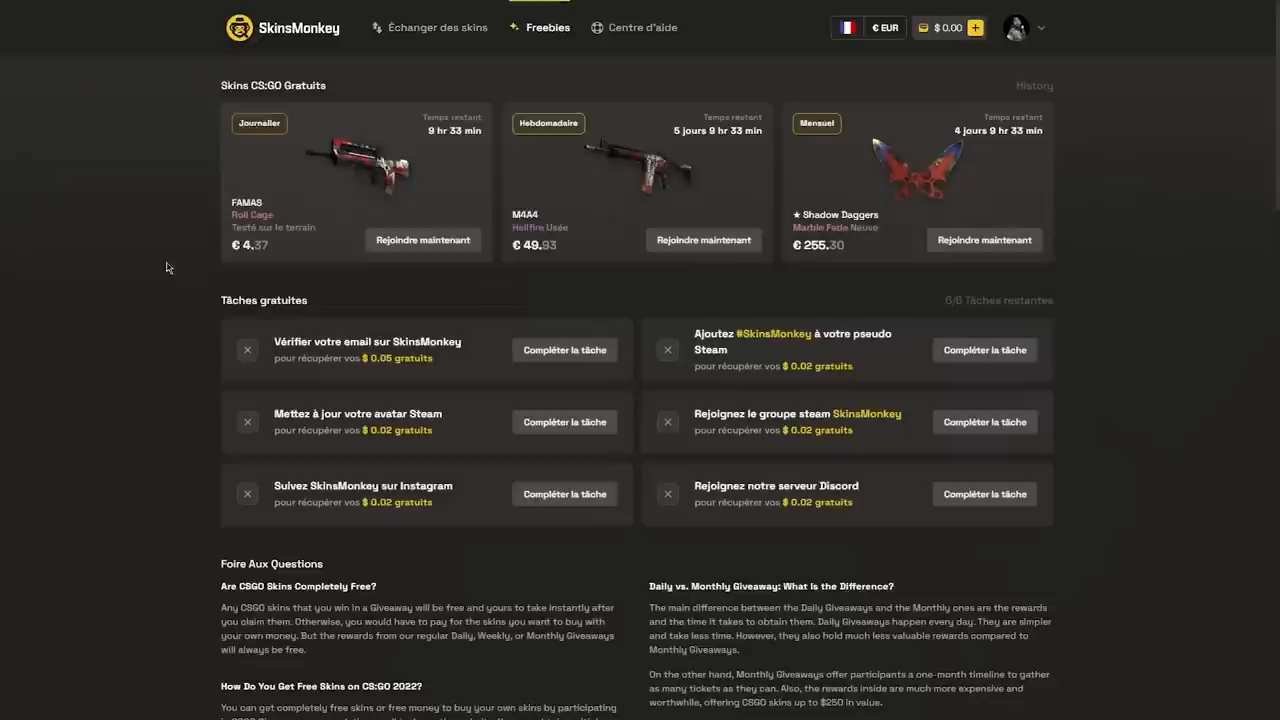 SkinsMonkey
Échanger des skins
Freebies
Centre d'aide
€ EUR
$ 0.00
Skins CS:GO Gratuits
History
Journalier
Temps restant
9 hr 33 min
FAMAS
Roll Cage
Testé sur le terrain
€ 4.37
Rejoindre maintenant
Hebdomadaire
Temps restant
5 jours 9 hr 33 min
M4A4
Hellfire Usée
€ 49.93
Rejoindre maintenant
Mensuel
Temps restant
4 jours 9 hr 33 min
★ Shadow Daggers
Marble Fade Neuve
€ 255.30
Rejoindre maintenant
Tâches gratuites
6/6 Tâches restantes
Vérifier votre email sur SkinsMonkey
pour récupérer vos $ 0.05 gratuits
Compléter la tâche
Ajoutez #SkinsMonkey à votre pseudo
Steam
pour récupérer vos $ 0.02 gratuits
Compléter la tâche
Mettez à jour votre avatar Steam
pour récupérer vos $ 0.02 gratuits
Compléter la tâche
Rejoignez le groupe steam SkinsMonkey
pour récupérer vos $ 0.02 gratuits
Compléter la tâche
Suivez SkinsMonkey sur Instagram
pour récupérer vos $ 0.02 gratuits
Compléter la tâche
Rejoignez notre serveur Discord
pour récupérer vos $ 0.02 gratuits
Compléter la tâche
Foire Aux Questions
Are CSGO Skins Completely Free?
Any CSGO skins that you win in a Giveaway will be free and yours to take instantly after
you claim them. Otherwise, you would have to pay for the skins you want to buy with
your own money. But the rewards from our regular Daily, Weekly, or Monthly Giveaways
will always be free.
How Do You Get Free Skins on CS:GO 2022?
You can get completely free skins or free money to buy your own skins by participating
Daily vs. Monthly Giveaway: What Is the Difference?
The main difference between the Daily Giveaways and the Monthly ones are the rewards
and the time it takes to obtain them. Daily Giveaways happen every day. They are simpler
and take less time. However, they also hold much less valuable rewards compared to
Monthly Giveaways.
On the other hand, Monthly Giveaways offer participants a one-month timeline to gather
as many tickets as they can. Also, the rewards inside are much more expensive and
worthwhile, offering CSGO skins up to $250 in value.